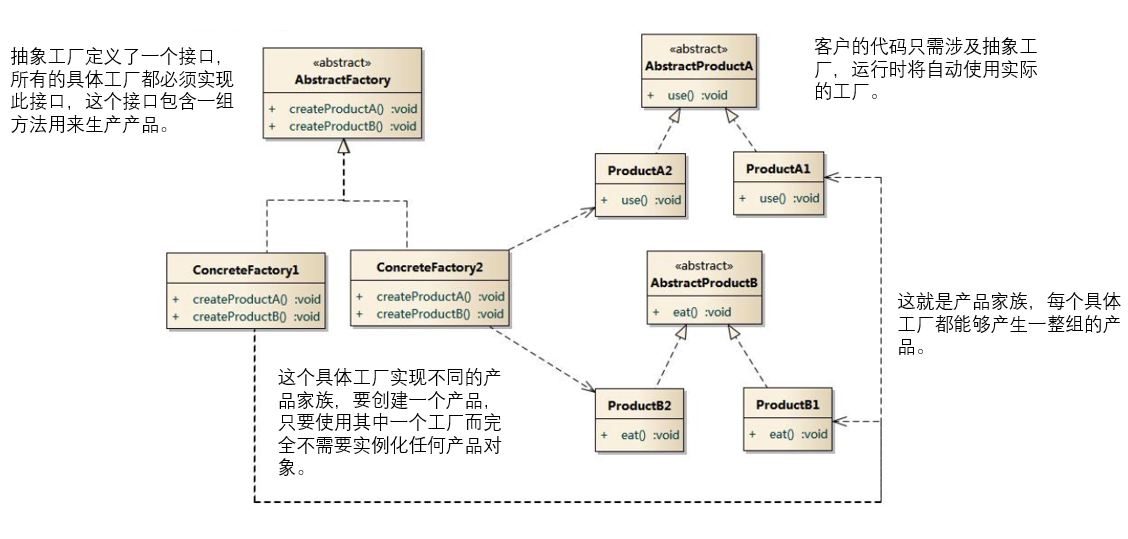 抽象工厂定义了一个接口，
所有的具体工厂都必须实现
此接口，这个接口包含一组
方法用来生产产品。
«abstract»
AbstractFactory
+ createProductA() :void
+ createProductB() :void
«abstract»
AbstractProductA
+ use() :void
客户的代码只需涉及抽象工
厂，运行时将自动使用实际
的工厂。
ProductA2
+ use() :void
ProductA1
+ use() :void
ConcreteFactory1
+ createProductA() :void
+ createProductB() :void
ConcreteFactory2
+ createProductA() :void
+ createProductB() :void
«abstract»
AbstractProductB
+ eat() :void
这就是产品家族，每个具体
工厂都能够产生一整组的产
品。
这个具体工厂实现不同的产
品家族，要创建一个产品，
只要使用其中一个工厂而完
全不需要实例化任何产品对
象。
ProductB2
+ eat() :void
ProductB1
+ eat() :void